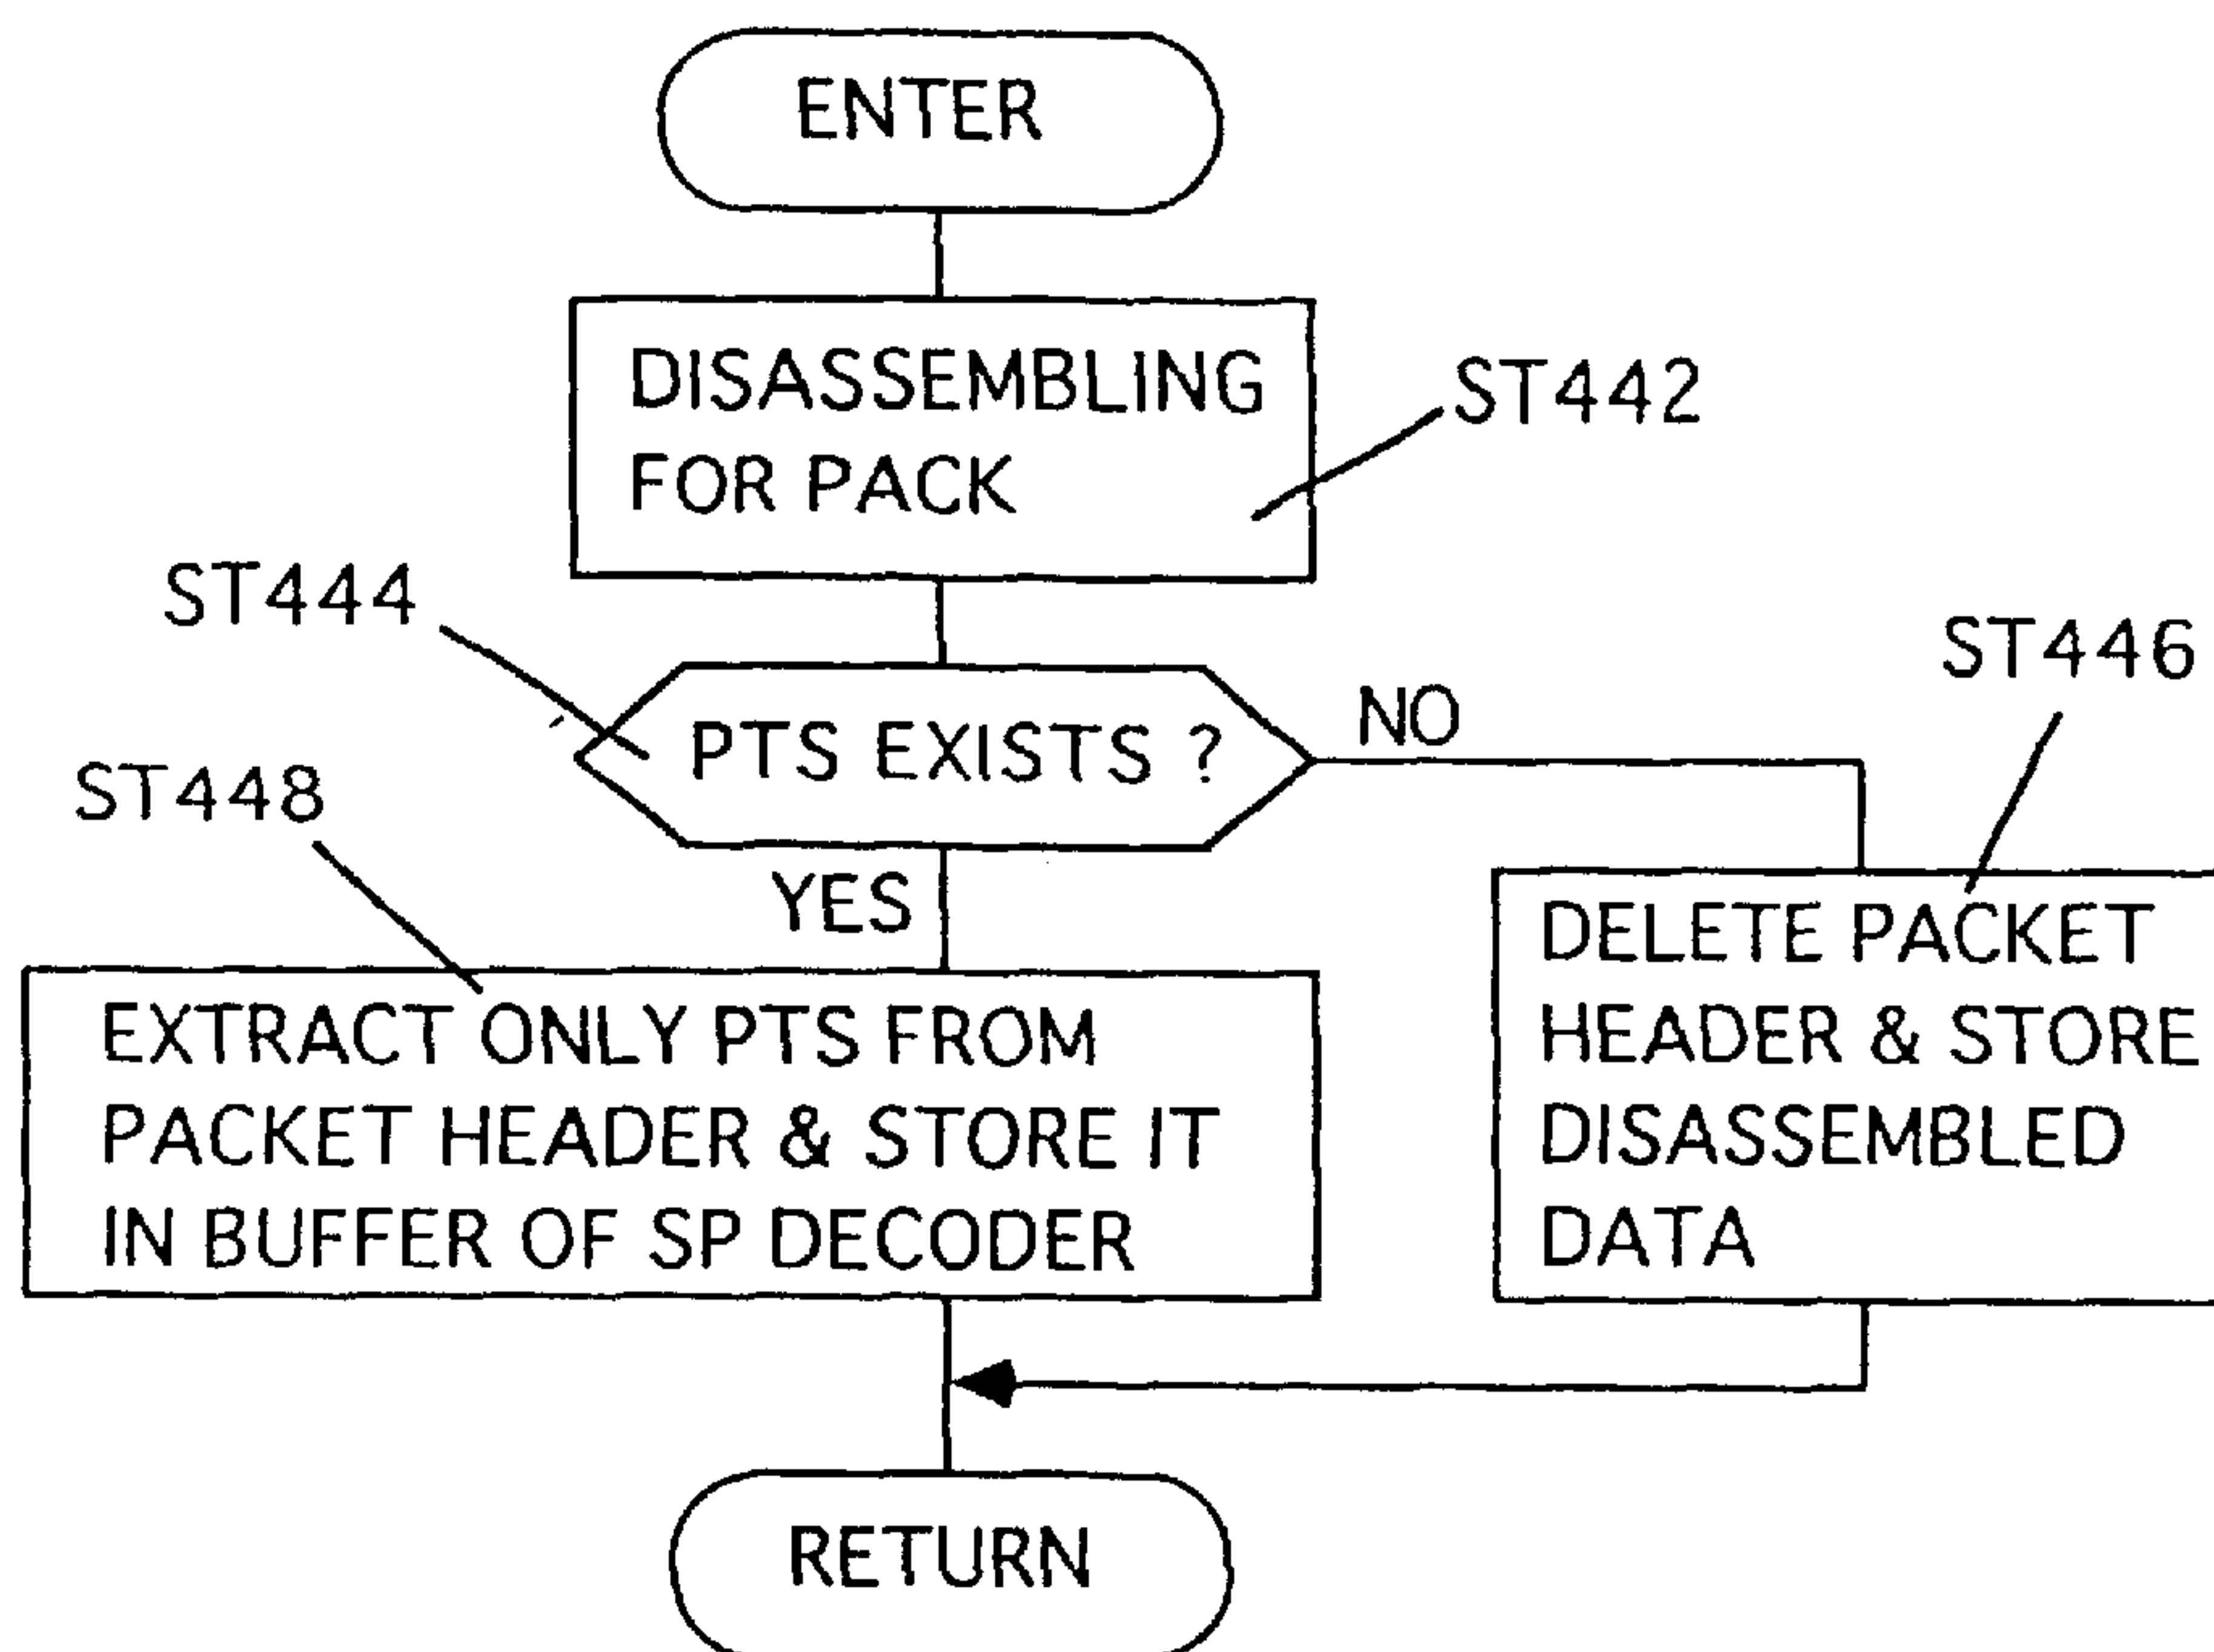 ENTER
DISASSEMBLING
FOR PACK
ST442
ST444
PTS EXISTS ?
NO
ST446
ST448
YES
EXTRACT ONLY PTS FROM
PACKET HEADER & STORE IT
IN BUFFER OF SP DECODER
DELETE PACKET
HEADER & STORE
DISASSEMBLED
DATA
RETURN